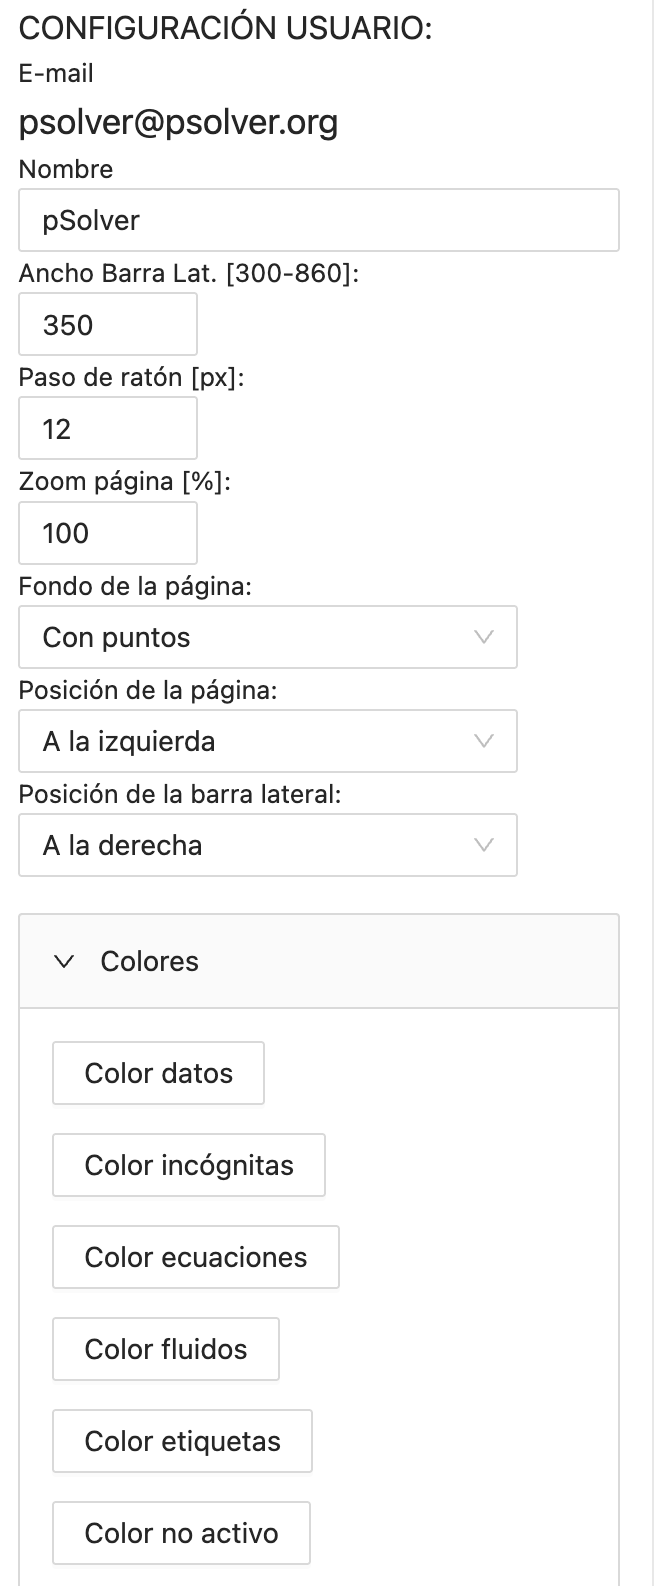 CONFIGURACIÓN USUARIO:
E-mail
psolver@psolver.org
Nombre
pSolver
Ancho Barra Lat. [300-860]:
350
Paso de ratón [px]:
12
Zoom página [%]:
100
Fondo de la página:
Con puntos
Posición de la página:
A la izquierda
Posición de la barra lateral:
A la derecha
Colores
Color datos
Color incógnitas
Color ecuaciones
Color fluidos
Color etiquetas
Color no activo